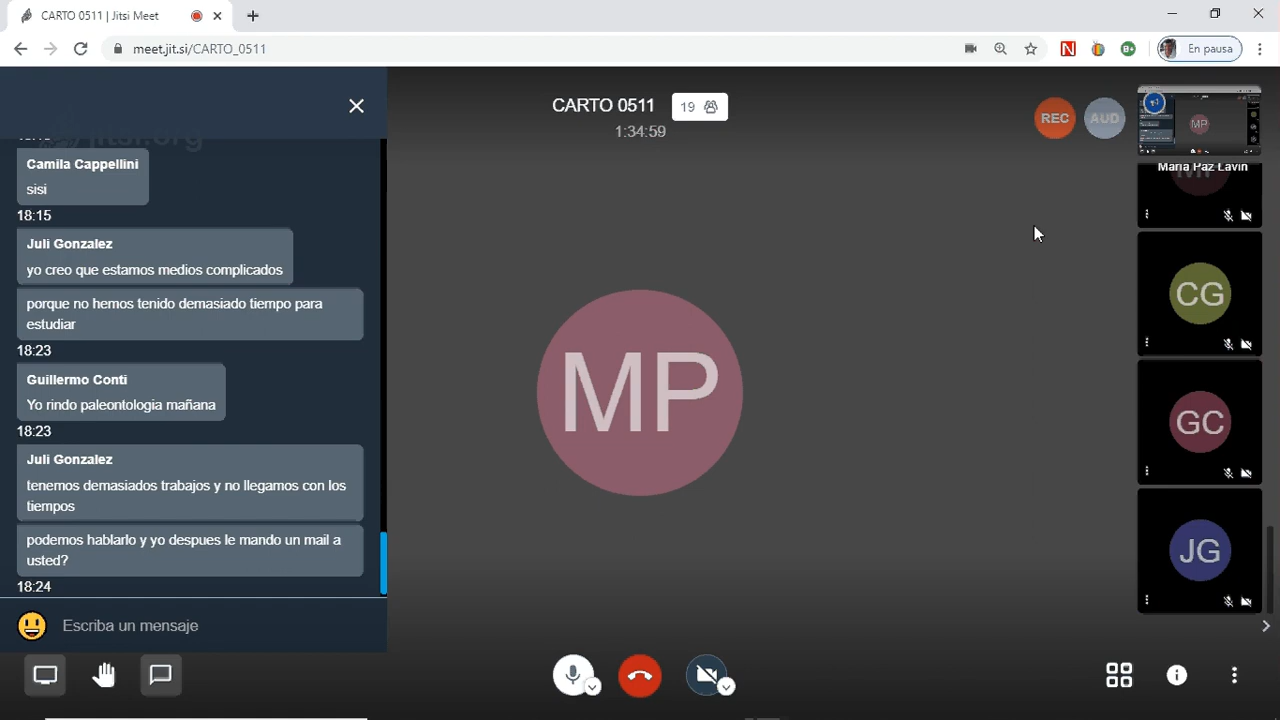 CARTO 0511 | Jitsi Meet
meet.jit.si/CARTO_0511
En pausa
jitsi.org
Camila Cappellini
sisi
18:15
Juli Gonzalez
yo creo que estamos medios complicados
porque no hemos tenido demasiado tiempo para
estudiar
18:23
Guillermo Conti
Yo rindo paleontologia mañana
18:23
Juli Gonzalez
tenemos demasiados trabajos y no llegamos con los
tiempos
podemos hablarlo y yo despues le mando un mail a
usted?
18:24
Escriba un mensaje
CARTO 0511
19
1:34:59
MP
REC
AUD
MP
Maria Paz Lavin
MP
CG
GC
JG